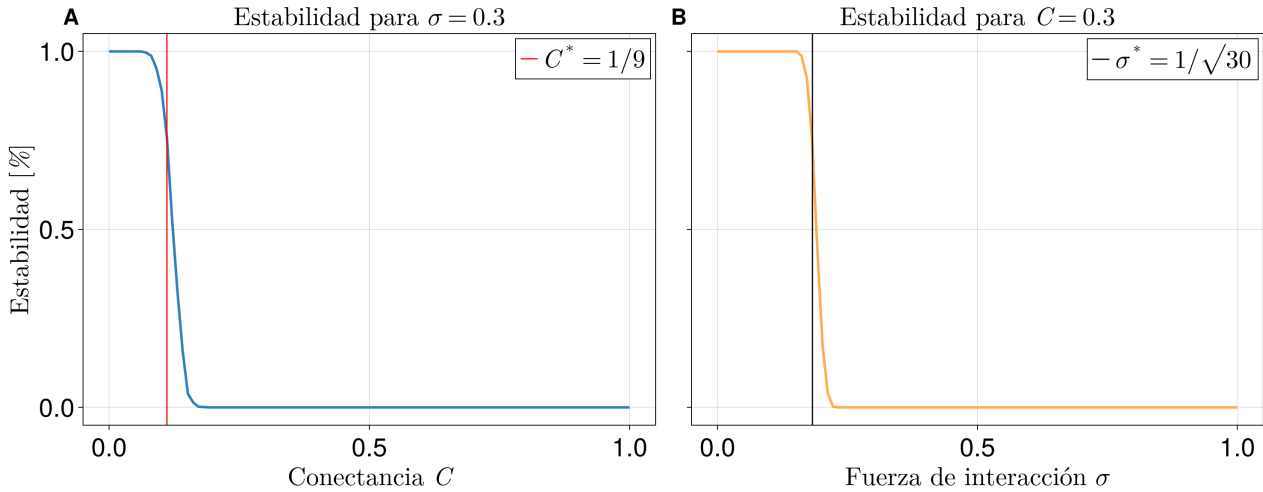 A
Estabilidad para σ = 0.3
C* = 1/9
Estabilidad [%]
1.0
0.5
0.0
0.0
0.5
1.0
Conectancia C
B
Estabilidad para C = 0.3
σ* = 1/√30
0.0
0.5
1.0
Fuerza de interacción σ